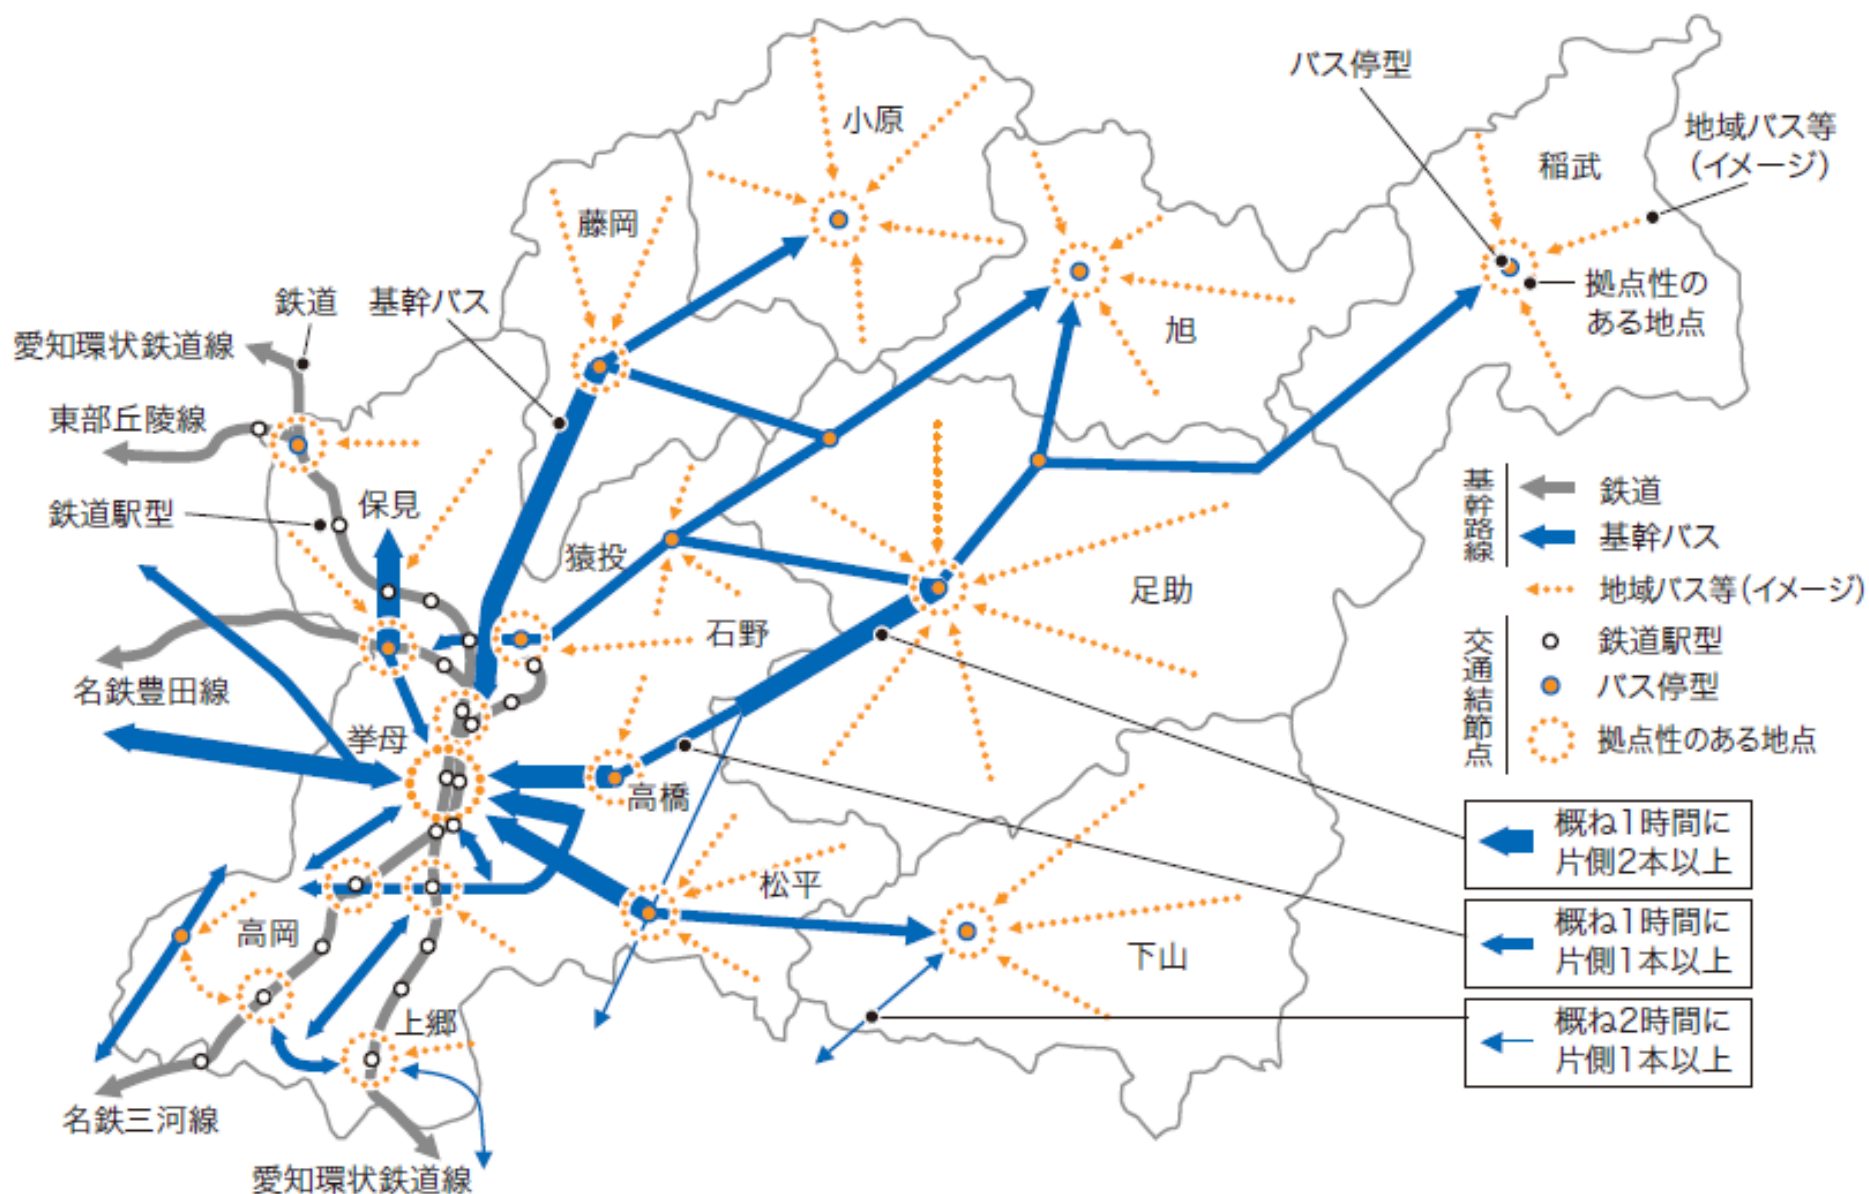 バス停型
地域バス等
(イメージ)
小原
稲武
藤岡
鉄道
基幹バス
拠点性の
ある地点
愛知環状鉄道線
旭
東部丘陵線
保見
鉄道駅型
猿投
足助
石野
名鉄豊田線
挙母
高橋
松平
高岡
下山
上郷
名鉄三河線
愛知環状鉄道線
基幹路線
鉄道
基幹バス
地域バス等(イメージ)
交通結節点
鉄道駅型
バス停型
拠点性のある地点
概ね1時間に
片側2本以上
概ね1時間に
片側1本以上
概ね2時間に
片側1本以上